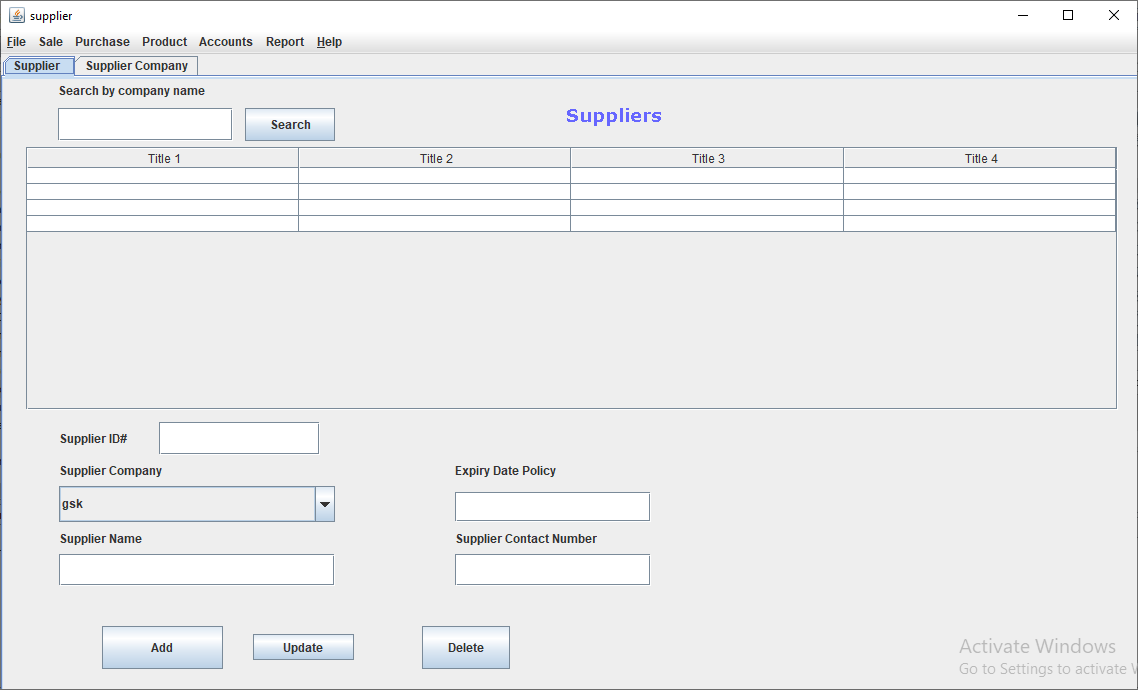 supplier
File Sale Purchase Product Accounts Report Help
Supplier Supplier Company
Search by company name
Search
Suppliers
Title 1 Title 2 Title 3 Title 4
Supplier ID#
Supplier Company
Expiry Date Policy
gsk
Supplier Name
Supplier Contact Number
Add Update Delete
Activate Windows
Go to Settings to activate W